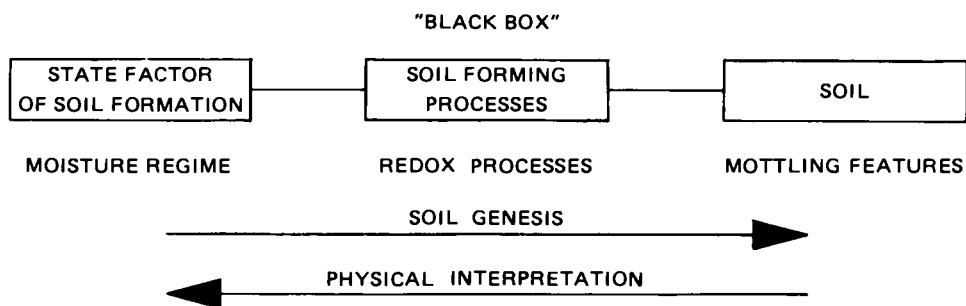 "BLACK BOX"
STATE FACTOR
OF SOIL FORMATION
SOIL FORMING
PROCESSES
SOIL
MOISTURE REGIME
REDOX PROCESSES
MOTTLING FEATURES
SOIL GENESIS
PHYSICAL INTERPRETATION